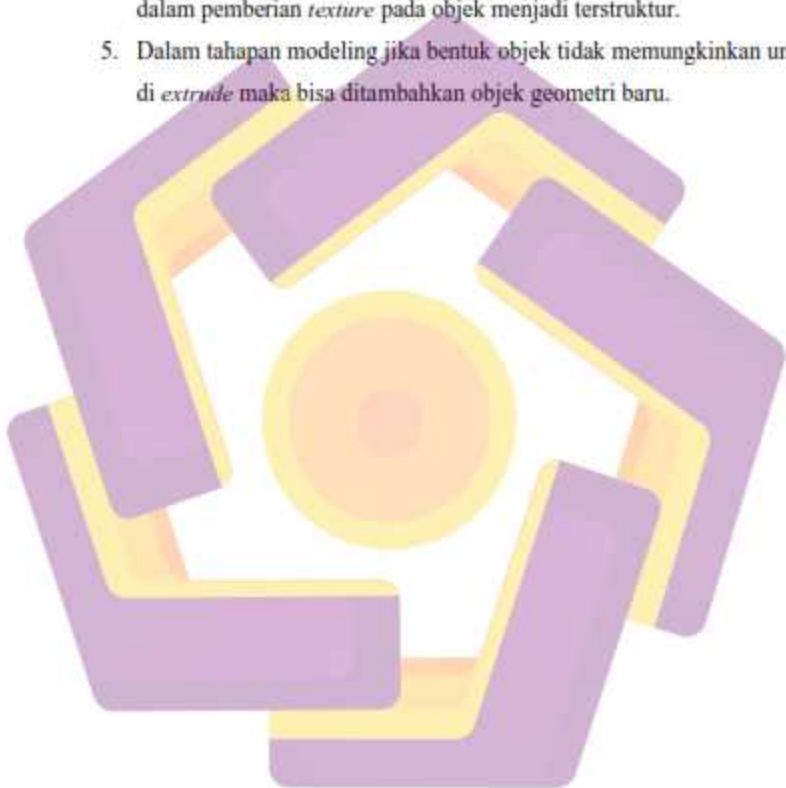 dalam pemberian texture pada objek menjadi terstruktur.
5. Dalam tahapan modeling jika bentuk objek tidak memungkinkan
di extrude maka bisa ditambahkan objek geometri baru.